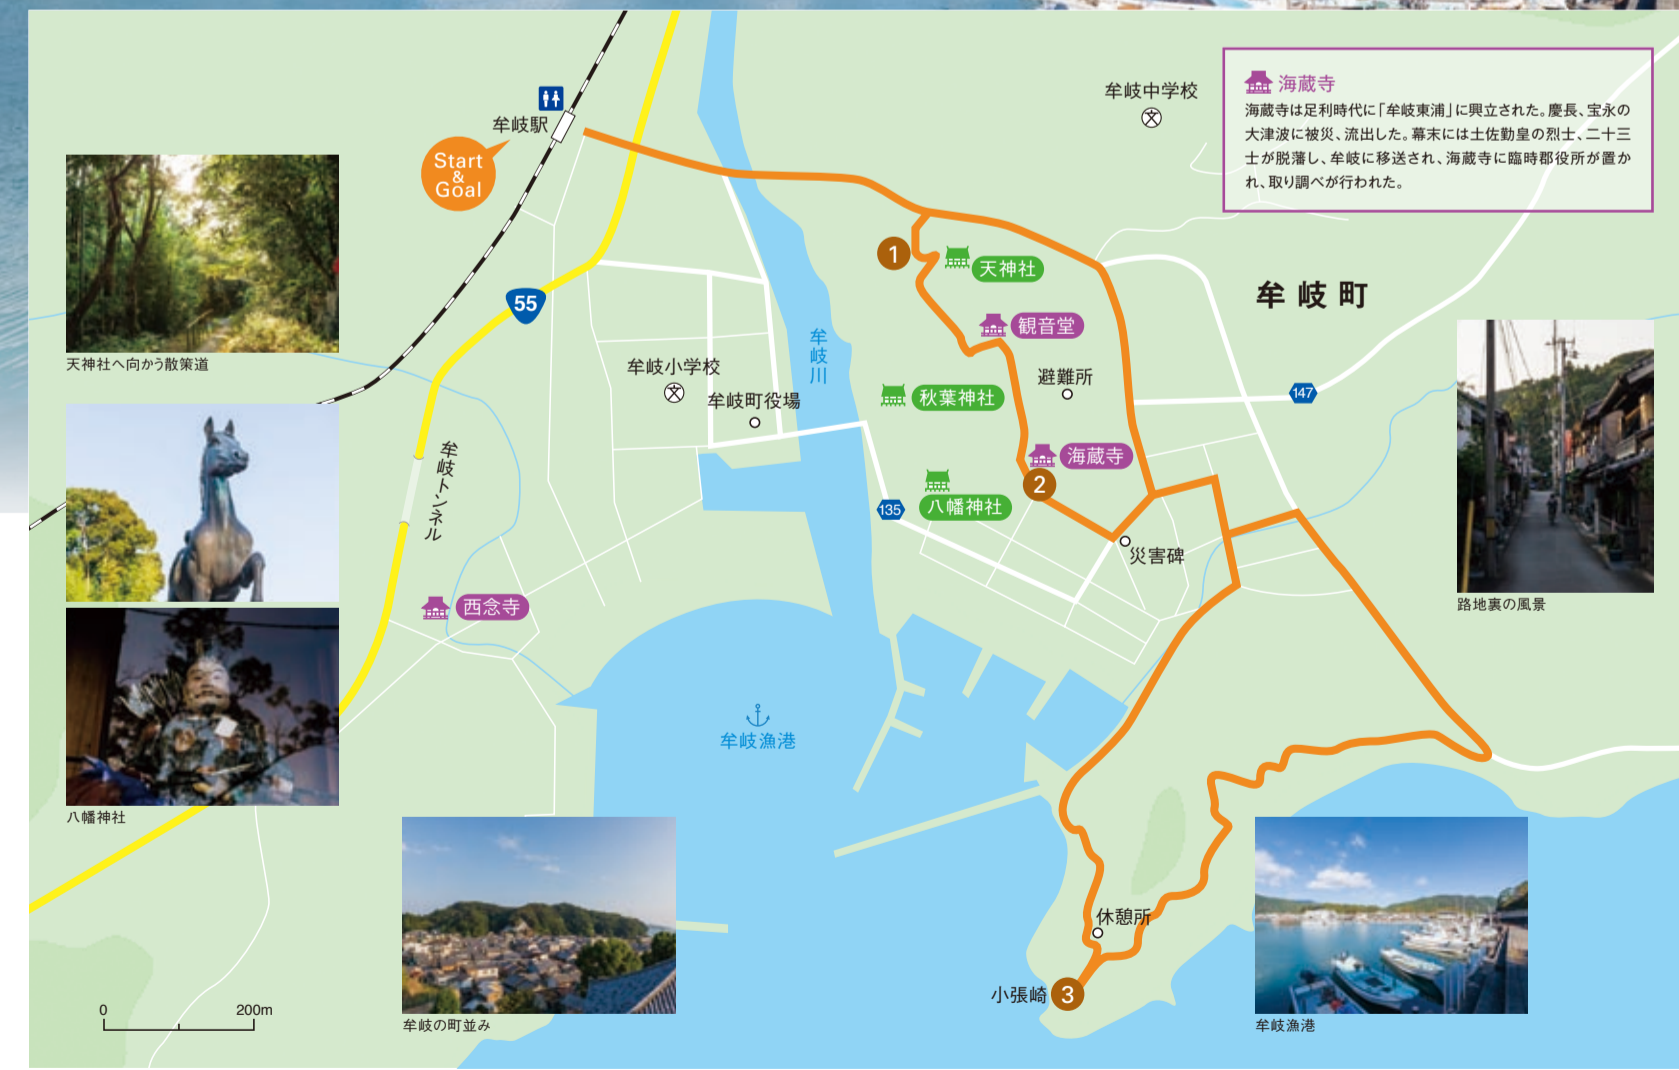 牟岐駅
Start
&
Goal
天神社へ向かう散策道
八幡神社
55
牟岐トンネル
西念寺
牟岐小学校
牟岐町役場
牟岐川
牟岐漁港
牟岐中学校
海蔵寺
海蔵寺は足利時代に「牟岐東浦」に興立された。慶長、宝永の
大津波に被災、流出した。幕末には土佐勤皇の烈士、二十三
士が脱藩し、牟岐に移送され、海蔵寺に臨時郡役所が置か
れ、取り調べが行われた。
牟岐町
1
天神社
観音堂
秋葉神社
避難所
147
海蔵寺
2
八幡神社
135
災害碑
路地裏の風景
休憩所
小張崎
3
0
200m
牟岐の町並み
牟岐漁港
文
文